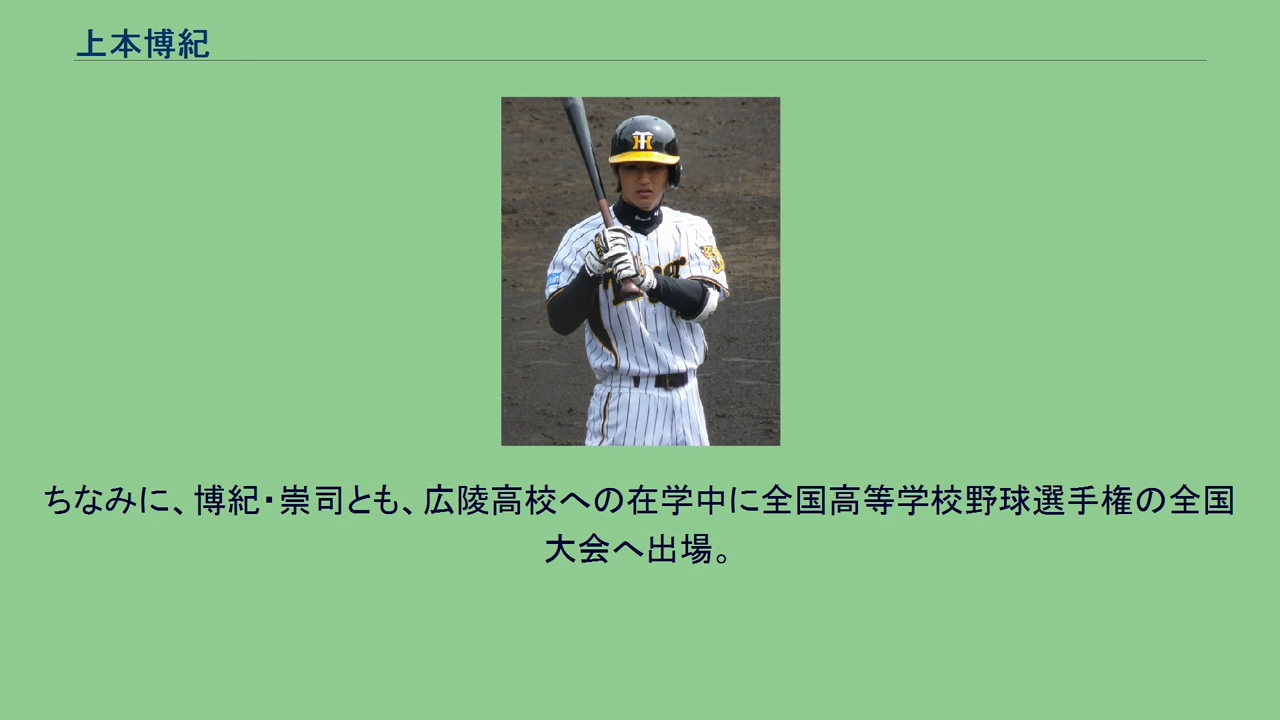 上本博紀
ちなみに、博紀・崇司とも、広陵高校への在学中に全国高等学校野球選手権の全国
大会へ出場。